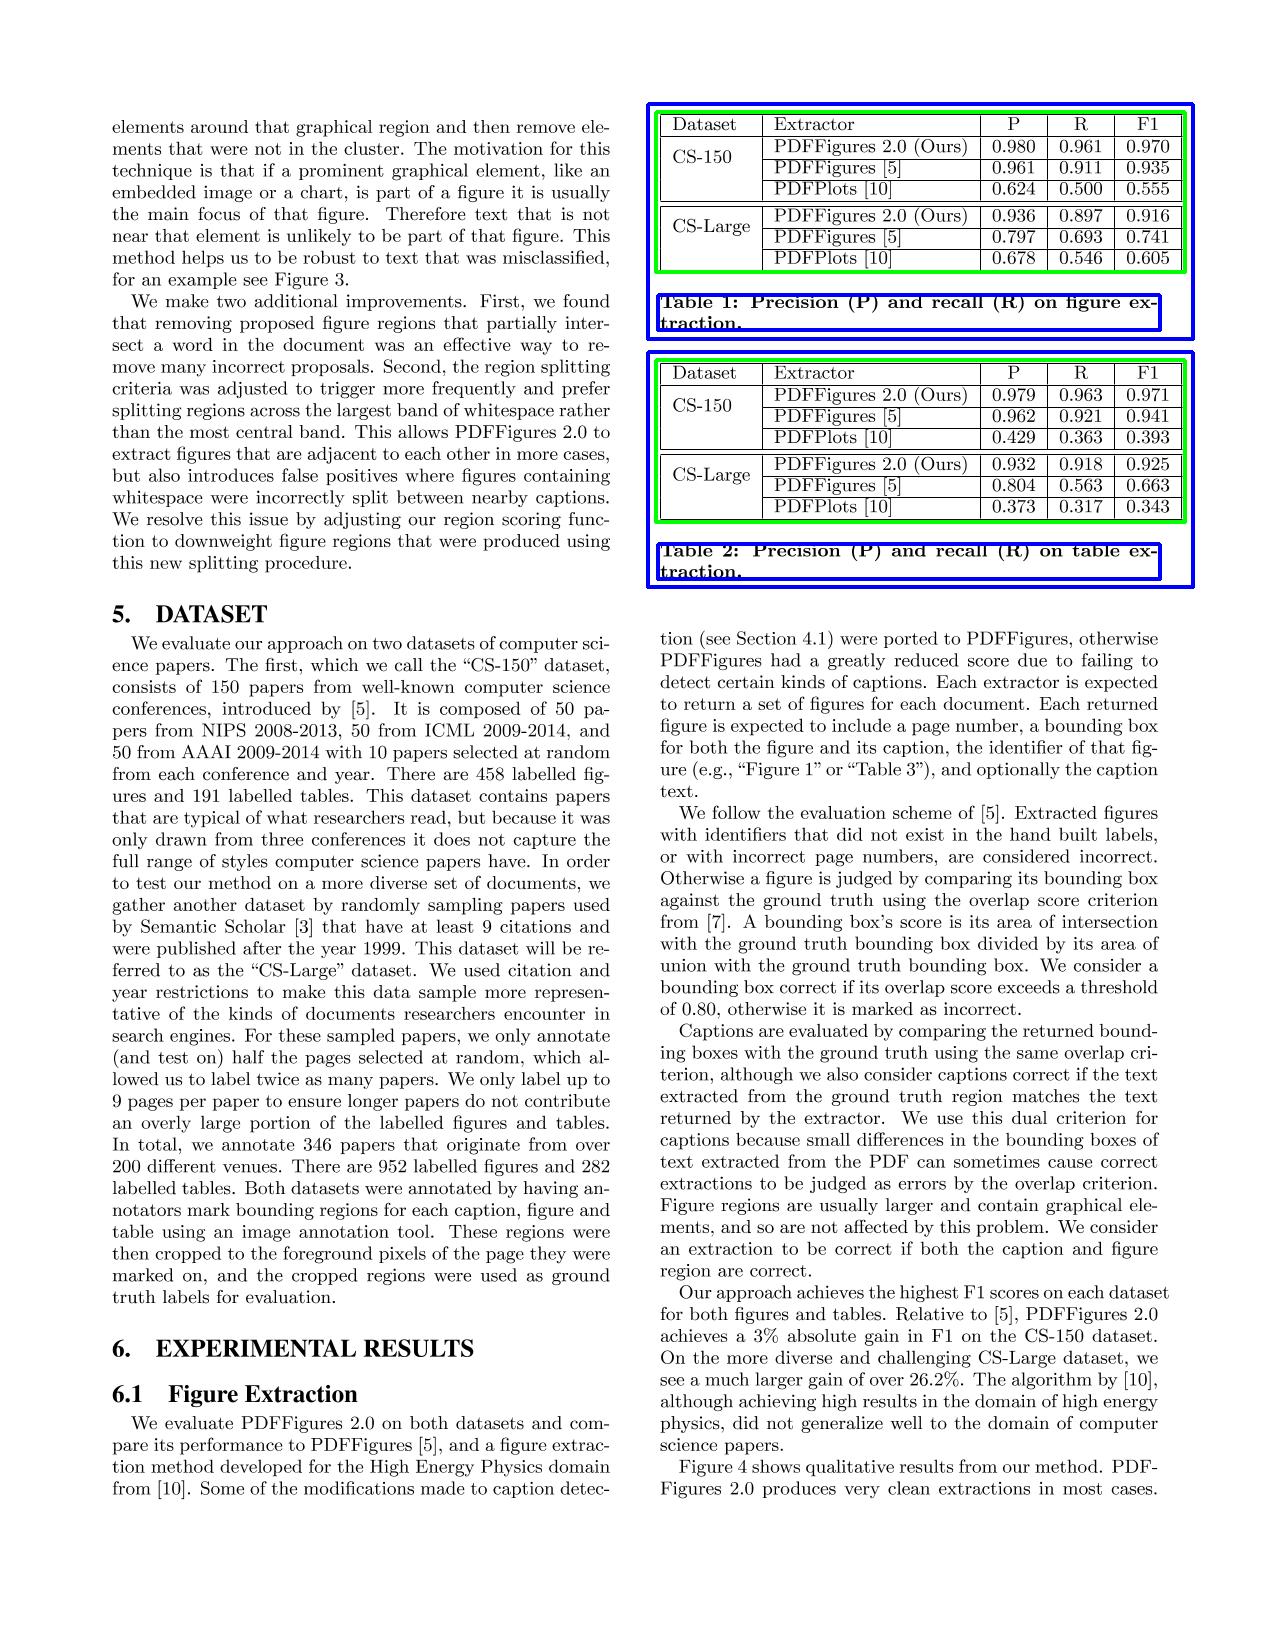 elements around that graphical region and then remove ele-
ments that were not in the cluster. The motivation for this
technique is that if a prominent graphical element, like an
embedded image or a chart, is part of a figure it is usually
the main focus of that figure. Therefore text that is not
near that element is unlikely to be part of that figure. This
method helps us to be robust to text that was misclassified,
for an example see Figure 3.
We make two additional improvements. First, we found
that removing proposed figure regions that partially inter-
sect a word in the document was an effective way to re-
move many incorrect proposals. Second, the region splitting
criteria was adjusted to trigger more frequently and prefer
splitting regions across the largest band of whitespace rather
than the most central band. This allows PDFFigures 2.0 to
extract figures that are adjacent to each other in more cases,
but also introduces false positives where figures containing
whitespace were incorrectly split between nearby captions.
We resolve this issue by adjusting our region scoring func-
tion to downweight figure regions that were produced using
this new splitting procedure.
5. DATASET
We evaluate our approach on two datasets of computer sci-
ence papers. The first, which we call the “CS-150” dataset,
consists of 150 papers from well-known computer science
conferences, introduced by [5]. It is composed of 50 pa-
pers from NIPS 2008-2013, 50 from ICML 2009-2014, and
50 from AAAI 2009-2014 with 10 papers selected at random
from each conference and year. There are 458 labelled fig-
ures and 191 labelled tables. This dataset contains papers
that are typical of what researchers read, but because it was
only drawn from three conferences it does not capture the
full range of styles computer science papers have. In order
to test our method on a more diverse set of documents, we
gather another dataset by randomly sampling papers used
by Semantic Scholar [3] that have at least 9 citations and
were published after the year 1999. This dataset will be re-
ferred to as the “CS-Large” dataset. We used citation and
year restrictions to make this data sample more represen-
tative of the kinds of documents researchers encounter in
search engines. For these sampled papers, we only annotate
(and test on) half the pages selected at random, which al-
lowed us to label twice as many papers. We only label up to
9 pages per paper to ensure longer papers do not contribute
an overly large portion of the labelled figures and tables.
In total, we annotate 346 papers that originate from over
200 different venues. There are 952 labelled figures and 282
labelled tables. Both datasets were annotated by having an-
notators mark bounding regions for each caption, figure and
table using an image annotation tool. These regions were
then cropped to the foreground pixels of the page they were
marked on, and the cropped regions were used as ground
truth labels for evaluation.
6. EXPERIMENTAL RESULTS
6.1 Figure Extraction
We evaluate PDFFigures 2.0 on both datasets and com-
pare its performance to PDFFigures [5], and a figure extrac-
tion method developed for the High Energy Physics domain
from [10]. Some of the modifications made to caption detec-
Dataset Extractor P R F1
CS-150 PDFFigures 2.0 (Ours) 0.980 0.961 0.970
PDFFigures [5] 0.961 0.911 0.935
PDFPlots [10] 0.624 0.500 0.555
CS-Large PDFFigures 2.0 (Ours) 0.936 0.897 0.916
PDFFigures [5] 0.797 0.693 0.741
PDFPlots [10] 0.678 0.546 0.605
Table 1: Precision (P) and recall (R) on figure ex-
traction.
Dataset Extractor P R F1
CS-150 PDFFigures 2.0 (Ours) 0.979 0.963 0.971
PDFFigures [5] 0.962 0.921 0.941
PDFPlots [10] 0.429 0.363 0.393
CS-Large PDFFigures 2.0 (Ours) 0.932 0.918 0.925
PDFFigures [5] 0.804 0.563 0.663
PDFPlots [10] 0.373 0.317 0.343
Table 2: Precision (P) and recall (R) on table ex-
traction.
tion (see Section 4.1) were ported to PDFFigures, otherwise
PDFFigures had a greatly reduced score due to failing to
detect certain kinds of captions. Each extractor is expected
to return a set of figures for each document. Each returned
figure is expected to include a page number, a bounding box
for both the figure and its caption, the identifier of that fig-
ure (e.g., “Figure 1” or “Table 3”), and optionally the caption
text.
We follow the evaluation scheme of [5]. Extracted figures
with identifiers that did not exist in the hand built labels,
or with incorrect page numbers, are considered incorrect.
Otherwise a figure is judged by comparing its bounding box
against the ground truth using the overlap score criterion
from [7]. A bounding box’s score is its area of intersection
with the ground truth bounding box divided by its area of
union with the ground truth bounding box. We consider a
bounding box correct if its overlap score exceeds a threshold
of 0.80, otherwise it is marked as incorrect.
Captions are evaluated by comparing the returned bound-
ing boxes with the ground truth using the same overlap cri-
terion, although we also consider captions correct if the text
extracted from the ground truth region matches the text
returned by the extractor. We use this dual criterion for
captions because small differences in the bounding boxes of
text extracted from the PDF can sometimes cause correct
extractions to be judged as errors by the overlap criterion.
Figure regions are usually larger and contain graphical ele-
ments, and so are not affected by this problem. We consider
an extraction to be correct if both the caption and figure
region are correct.
Our approach achieves the highest F1 scores on each dataset
for both figures and tables. Relative to [5], PDFFigures 2.0
achieves a 3% absolute gain in F1 on the CS-150 dataset.
On the more diverse and challenging CS-Large dataset, we
see a much larger gain of over 26.2%. The algorithm by [10],
although achieving high results in the domain of high energy
physics, did not generalize well to the domain of computer
science papers.
Figure 4 shows qualitative results from our method. PDF-
Figures 2.0 produces very clean extractions in most cases.